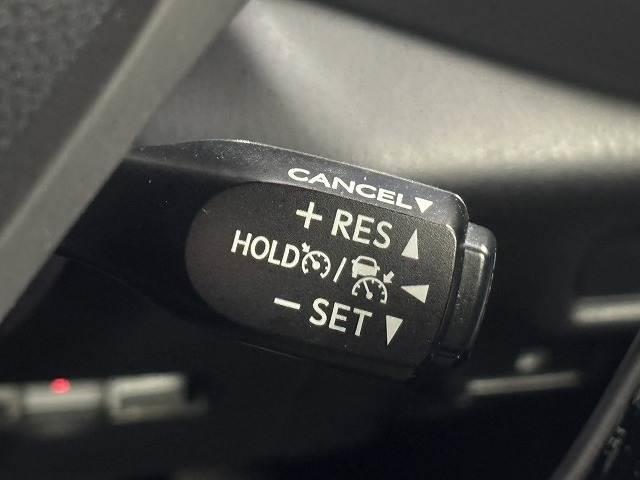 CANCEL▼
+ RES ▲
HOLD / ◀
− SET ▼